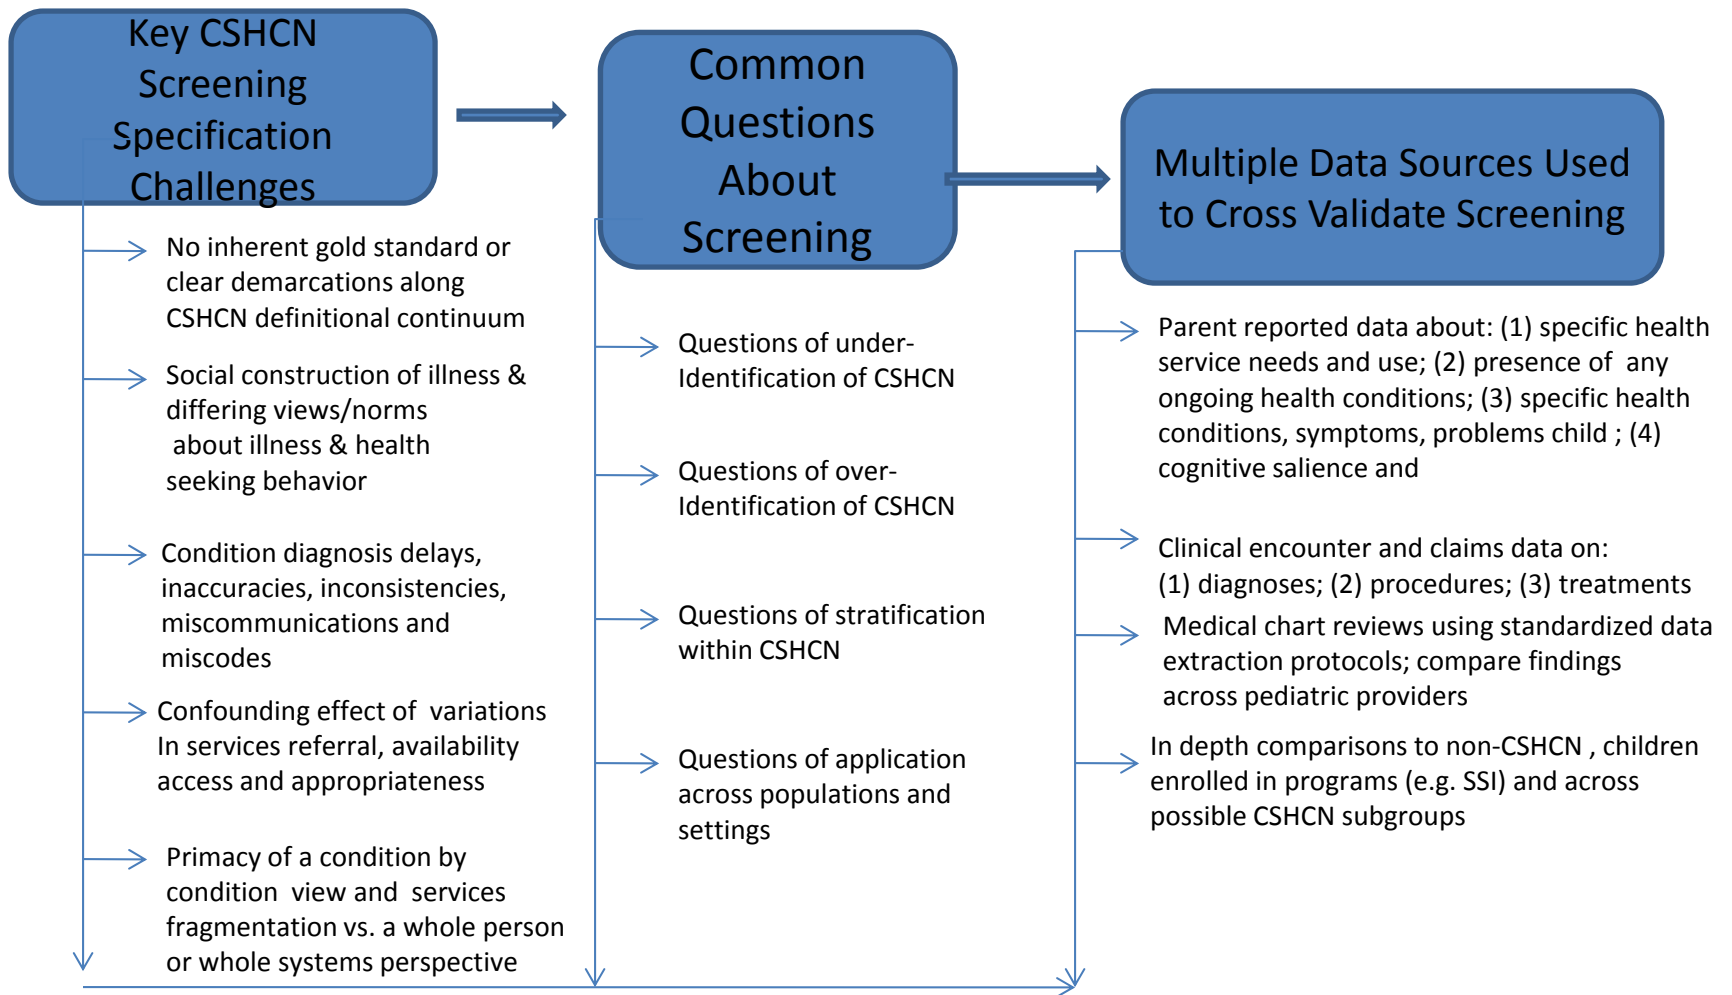 Key CSHCN
Screening
Specification
Challenges
No inherent gold standard or
clear demarcations along
CSHCN definitional continuum
Social construction of illness &
differing views/norms
about illness & health
seeking behavior
Condition diagnosis delays,
inaccuracies, inconsistencies,
miscommunications and
miscodes
Confounding effect of variations
In services referral, availability
access and appropriateness
Primacy of a condition by
condition view and services
fragmentation vs. a whole person
or whole systems perspective
Common
Questions
About
Screening
Questions of under-
Identification of CSHCN
Questions of over-
Identification of CSHCN
Questions of stratification
within CSHCN
Questions of application
across populations and
settings
Multiple Data Sources Used
to Cross Validate Screening
Parent reported data about: (1) specific health
service needs and use; (2) presence of any
ongoing health conditions; (3) specific health
conditions, symptoms, problems child ; (4)
cognitive salience and
Clinical encounter and claims data on:
(1) diagnoses; (2) procedures; (3) treatments
Medical chart reviews using standardized data
extraction protocols; compare findings
across pediatric providers
In depth comparisons to non-CSHCN , children
enrolled in programs (e.g. SSI) and across
possible CSHCN subgroups